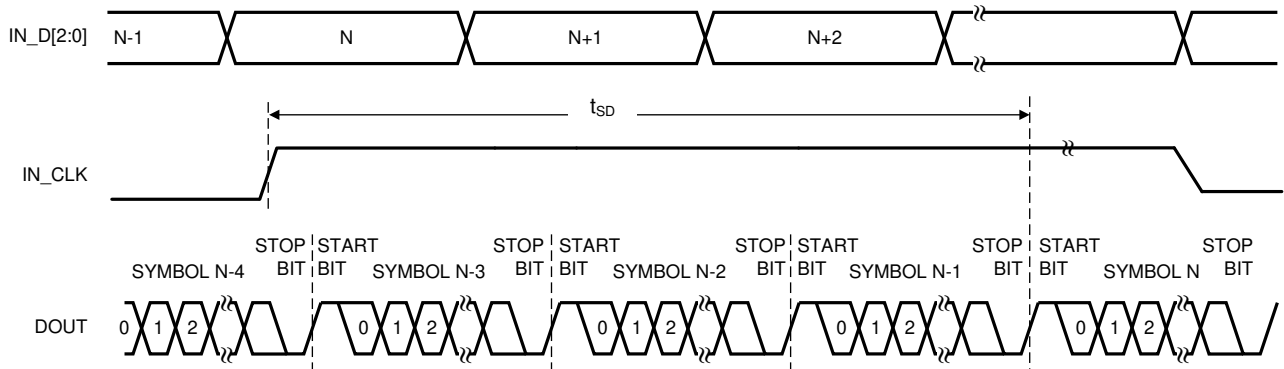 IN_D[2:0] N-1 N N+1 N+2
tSD
IN_CLK
STOP START STOP START STOP START STOP START STOP
BIT BIT BIT BIT BIT BIT BIT BIT BIT
SYMBOL N-4 SYMBOL N-3 SYMBOL N-2 SYMBOL N-1 SYMBOL N
DOUT 0 1 2 0 1 2 0 1 2 0 1 2 0 1 2